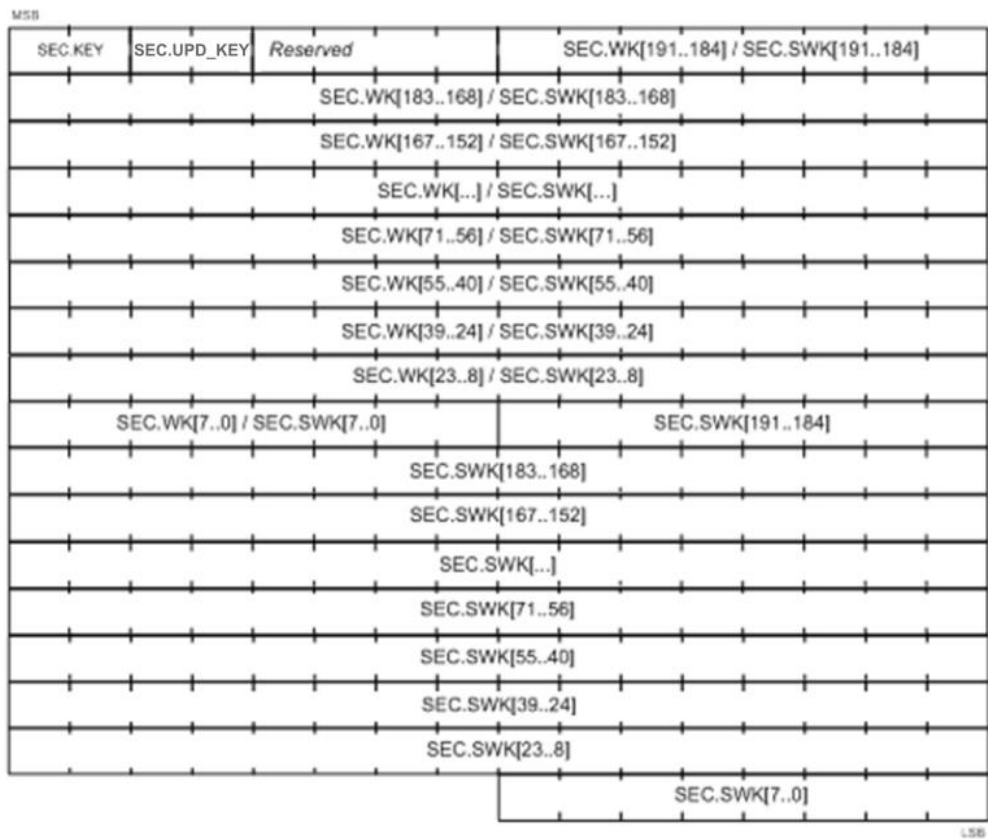 MSB
SEC.KEY SEC.UPD_KEY Reserved SEC.WK[191..184] / SEC.SWK[191..184]
SEC.WK[183..168] / SEC.SWK[183..168]
SEC.WK[167..152] / SEC.SWK[167..152]
SEC.WK[...] / SEC.SWK[...]
SEC.WK[71..56] / SEC.SWK[71..56]
SEC.WK[55..40] / SEC.SWK[55..40]
SEC.WK[39..24] / SEC.SWK[39..24]
SEC.WK[23..8] / SEC.SWK[23..8]
SEC.WK[7..0] / SEC.SWK[7..0] SEC.SWK[191..184]
SEC.SWK[183..168]
SEC.SWK[167..152]
SEC.SWK[...]
SEC.SWK[71..56]
SEC.SWK[55..40]
SEC.SWK[39..24]
SEC.SWK[23..8]
SEC.SWK[7..0]
LSB